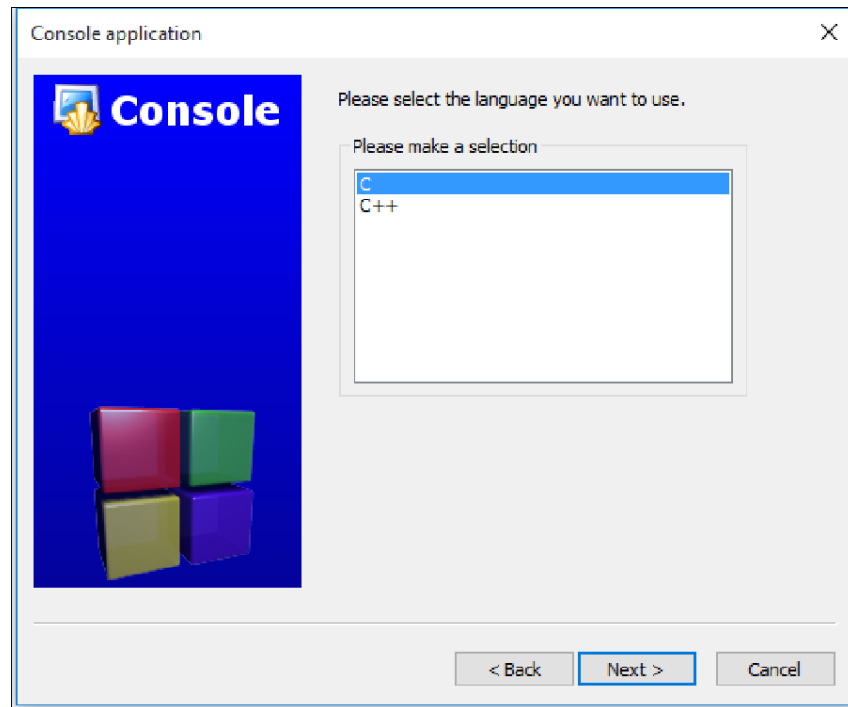 Console application
Console
Please select the language you want to use.
Please make a selection
C
C++
< Back
Next >
Cancel